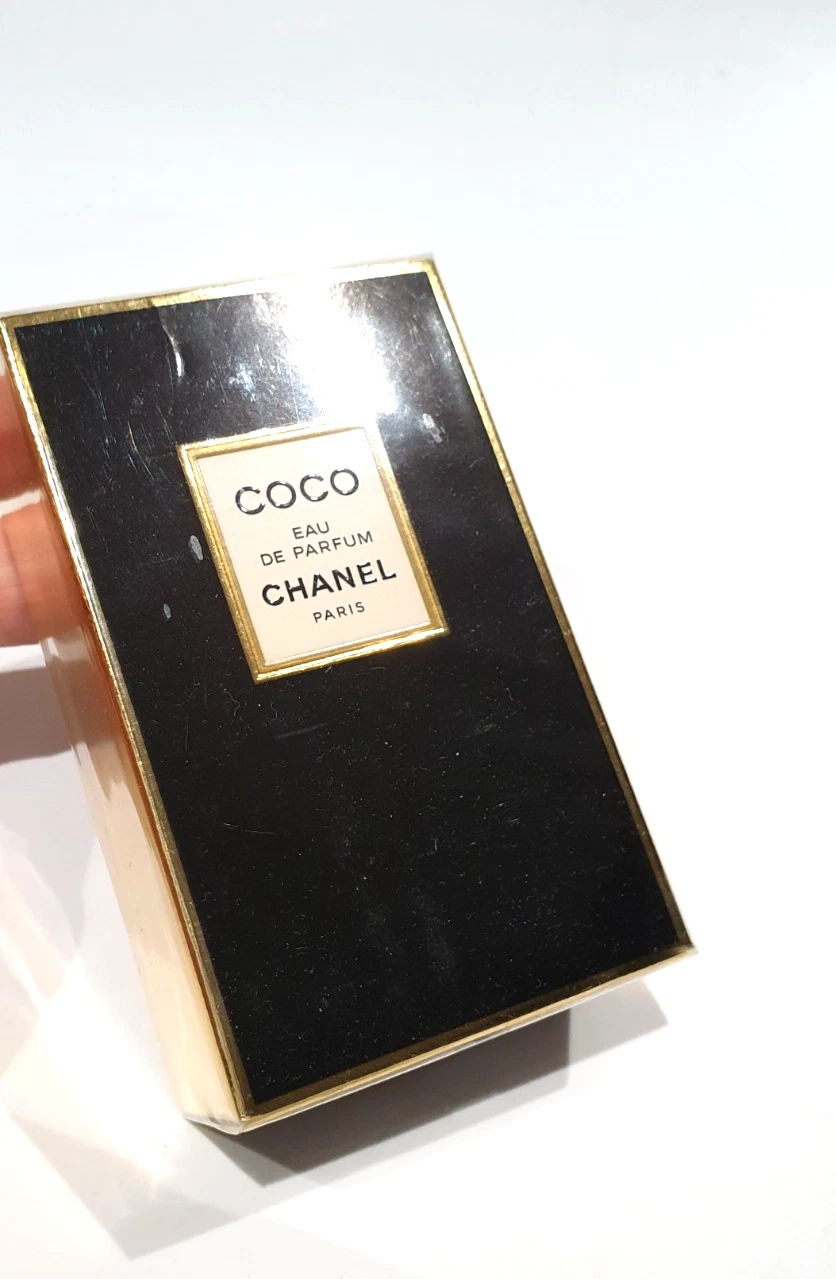 COCO
EAU
DE PARFUM
CHANEL
PARIS